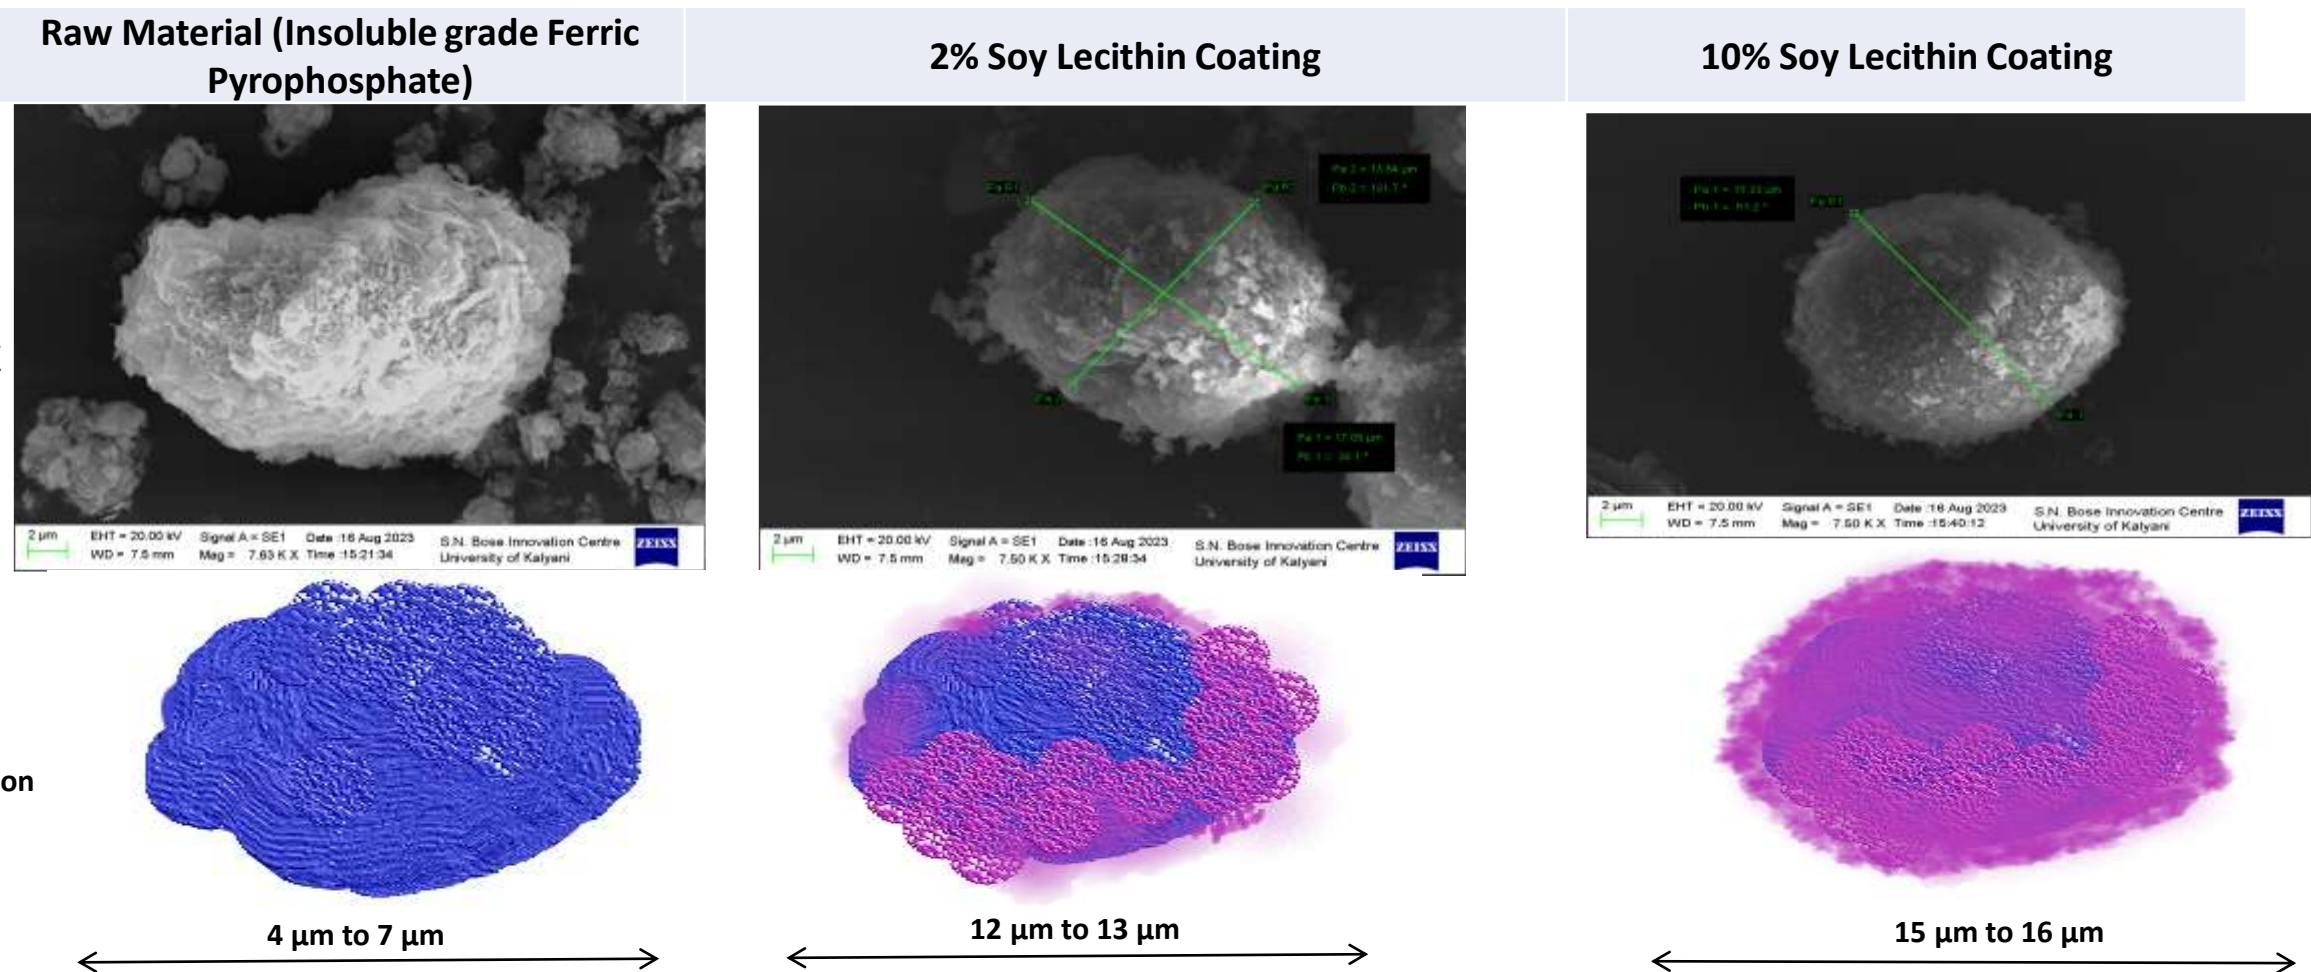 Raw Material (Insoluble grade Ferric
Pyrophosphate)
2% Soy Lecithin Coating
10% Soy Lecithin Coating
2 µm
EHT = 20.00 kV
Signal A = SE1
Date :16 Aug 2023
WD = 7.5 mm
Mag = 7.63 K X
Time :15:21:34
S.N. Bose Innovation Centre
University of Kalyani
ZEISS
Pa 1 = 17.09 µm
2 µm
EHT = 20.00 kV
Signal A = SE1
Date :16 Aug 2023
WD = 7.5 mm
Mag = 7.50 K X
Time :15:28:34
S.N. Bose Innovation Centre
University of Kalyani
ZEISS
2 µm
EHT = 20.00 kV
Signal A = SE1
Date :16 Aug 2023
WD = 7.5 mm
Mag = 7.50 K X
Time :15:40:12
S.N. Bose Innovation Centre
University of Kalyani
ZEISS
on
4 µm to 7 µm
12 µm to 13 µm
15 µm to 16 µm